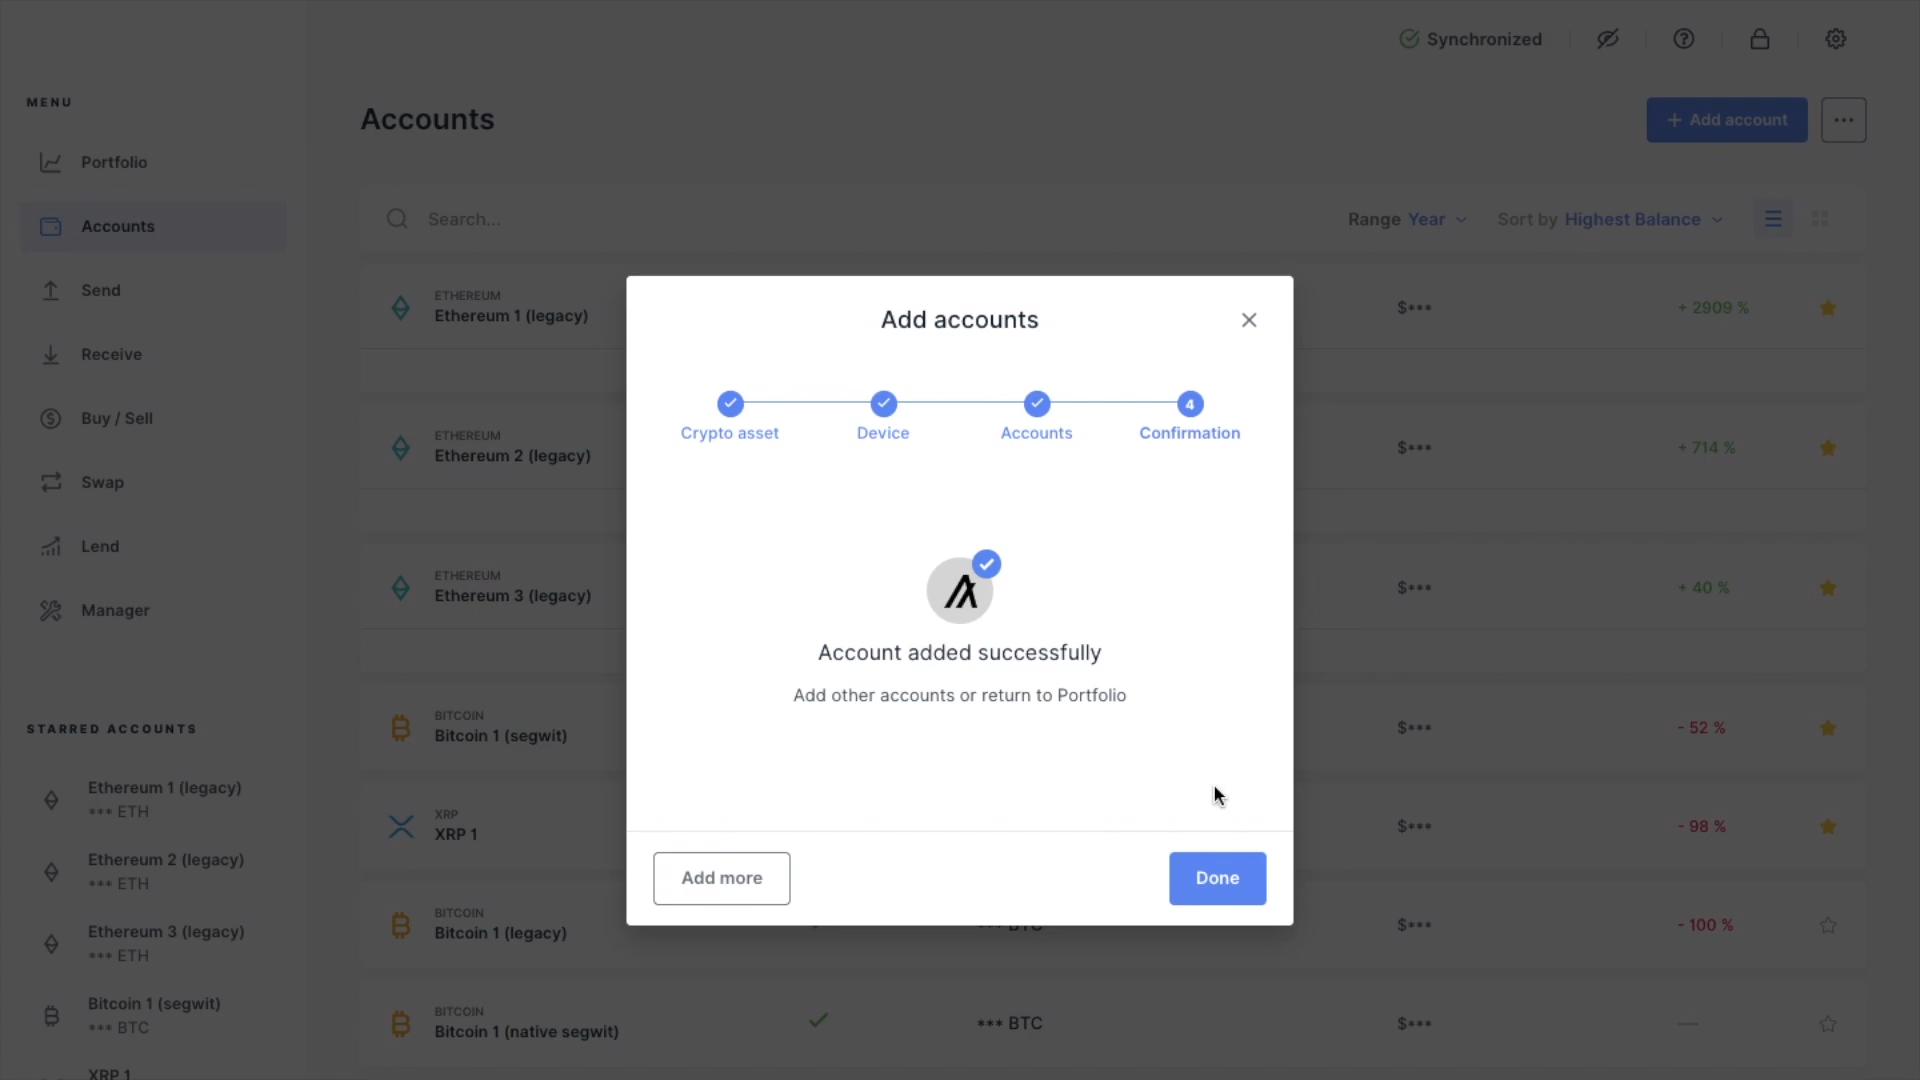 Synchronized
MENU
Portfolio
Accounts
Send
Receive
Buy / Sell
Swap
Lend
Manager
STARRED ACCOUNTS
Ethereum 1 (legacy)
*** ETH
Ethereum 2 (legacy)
*** ETH
Ethereum 3 (legacy)
*** ETH
Bitcoin 1 (segwit)
*** BTC
XRP 1
Accounts
+ Add account
Search...
Range Year
Sort by Highest Balance
ETHEREUM
Ethereum 1 (legacy)
$***
+ 2909 %
ETHEREUM
Ethereum 2 (legacy)
$***
+ 714 %
ETHEREUM
Ethereum 3 (legacy)
$***
+ 40 %
BITCOIN
Bitcoin 1 (segwit)
$***
- 52 %
XRP
XRP 1
$***
- 98 %
BITCOIN
Bitcoin 1 (legacy)
*** BTC
$***
- 100 %
BITCOIN
Bitcoin 1 (native segwit)
*** BTC
$***
Add accounts
4
Crypto asset
Device
Accounts
Confirmation
Account added successfully
Add other accounts or return to Portfolio
Add more
Done